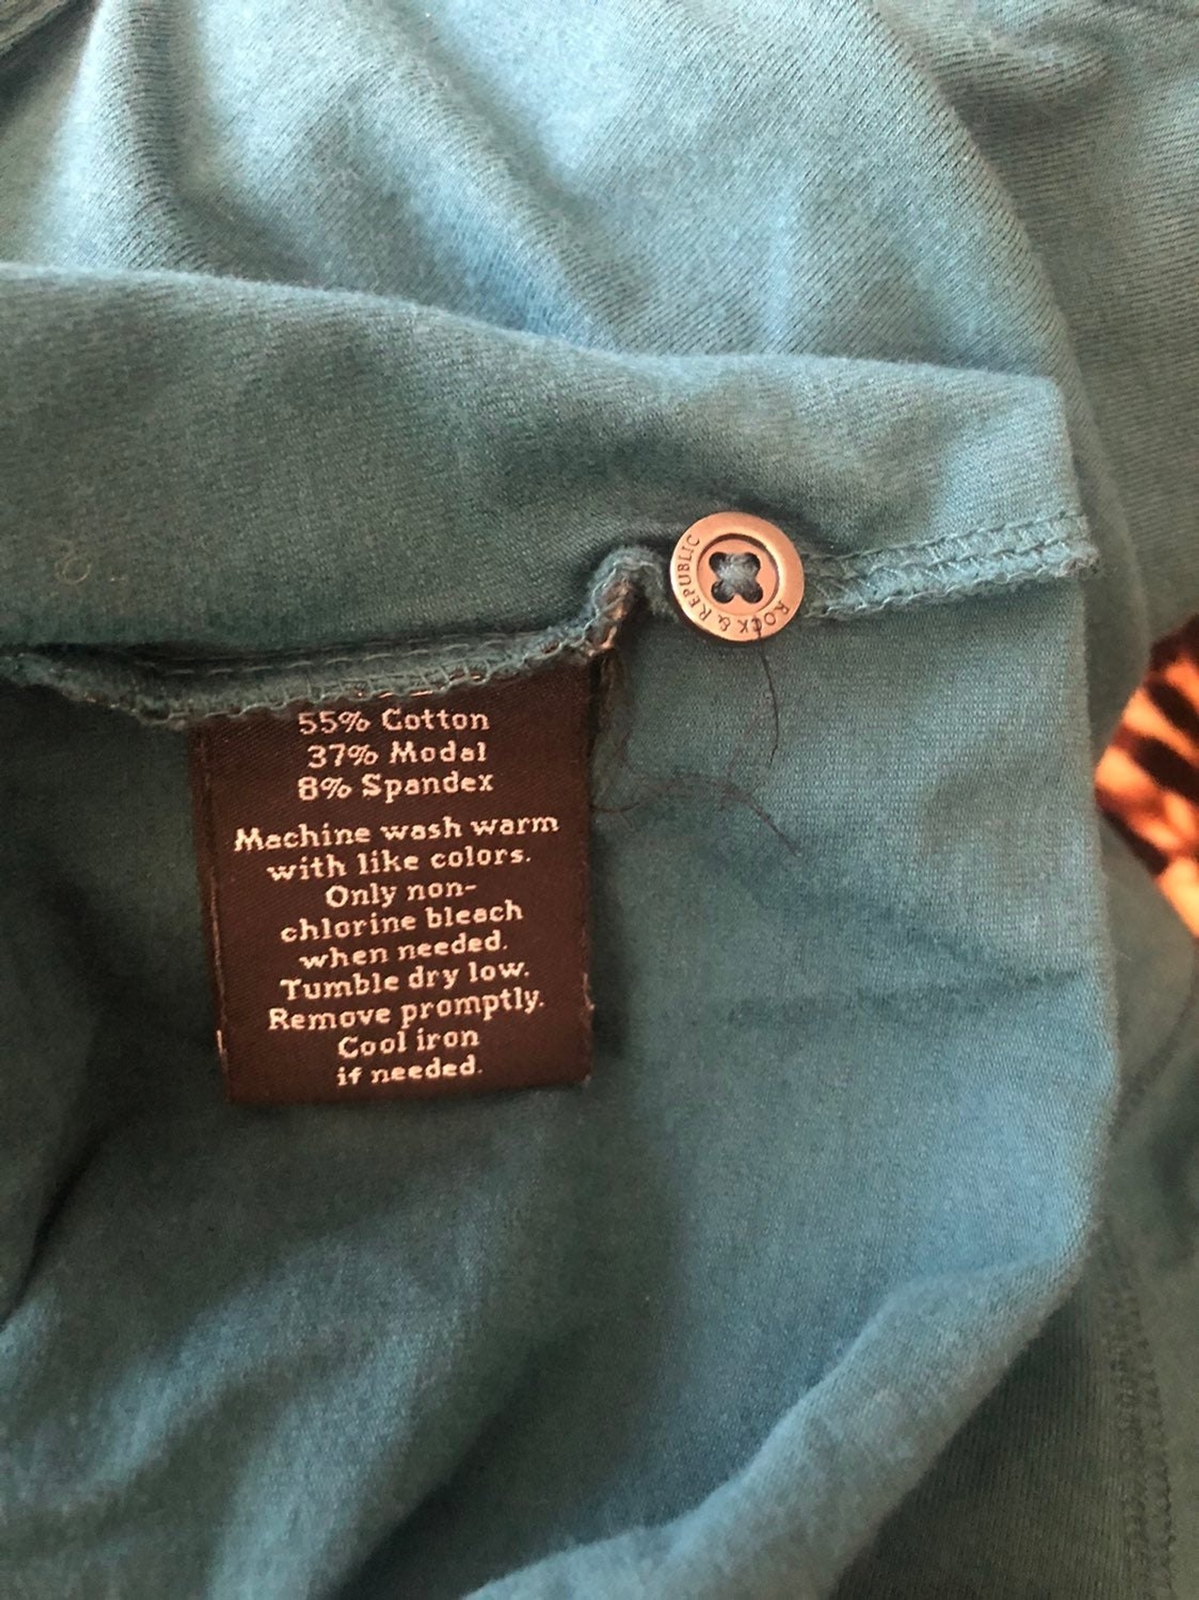 ROCK & REPUBLIC
55% Cotton
37% Modal
8% Spandex
Machine wash warm
with like colors.
Only non-
chlorine bleach
when needed.
Tumble dry low.
Remove promptly.
Cool iron
if needed.